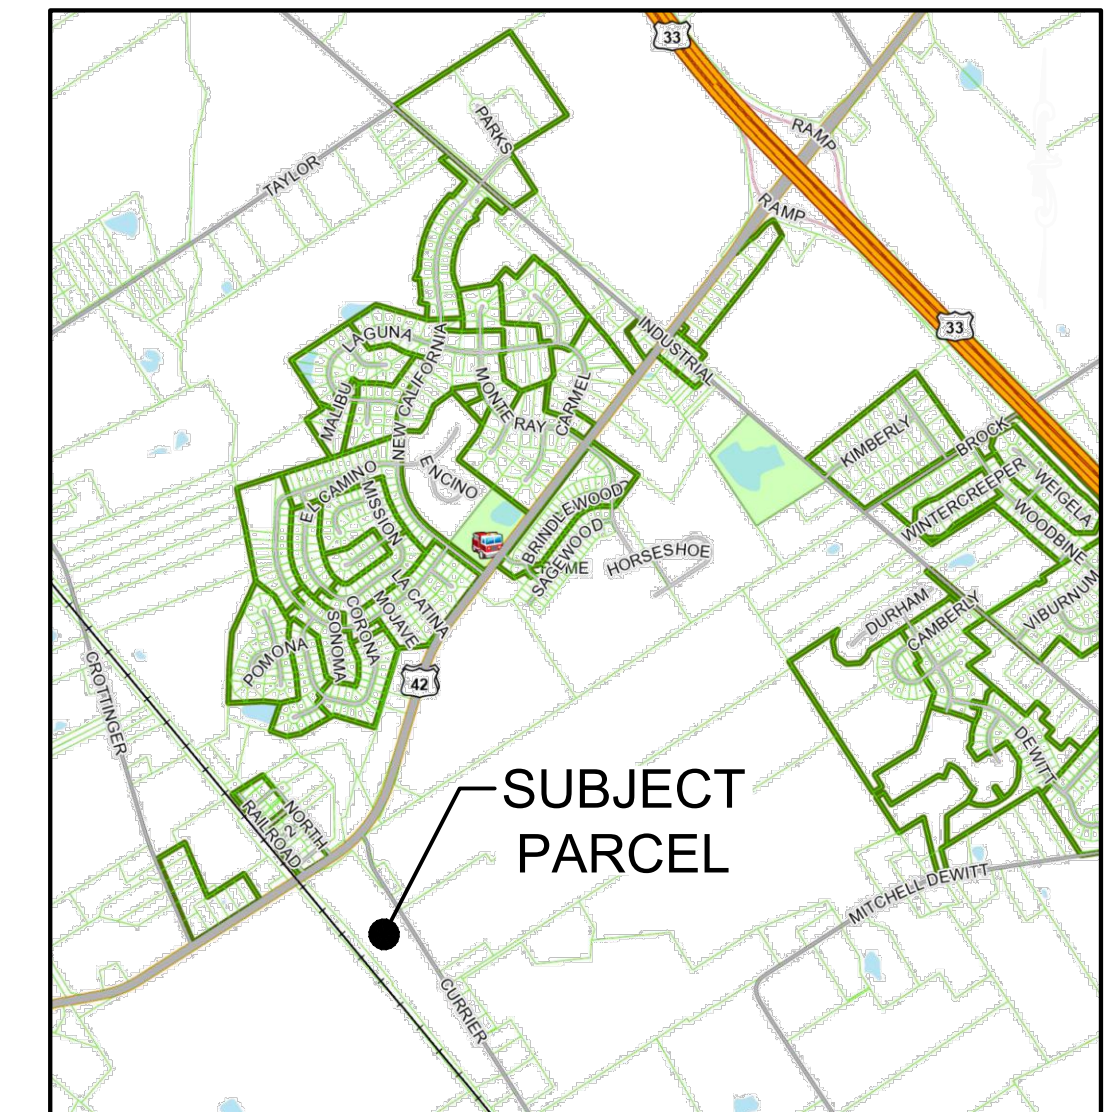 33
RAMP
PARKS
TAYLOR
RAMP
33
INDUSTRIAL
LAGUNA
NEW CALIFORNIA
MALIBU
MONTE RAY
CARMEL
KIMBERLY
BROCK
ENCINO
EL CAMINO
MISSION
WEIGELA
WINTERCREEPER
WOODBINE
BRINDLEWOOD
SAGEWOOD
HORSESHOE
LA CATINA
MOJAVE
CORONA
SONOMA
POMONA
DURHAM
CAMBERLY
VIBURNUM
42
CROTTINGER
DEWITT
SUBJECT
PARCEL
NORTH
2
RAILROAD
MITCHELL DEWITT
CURRIER